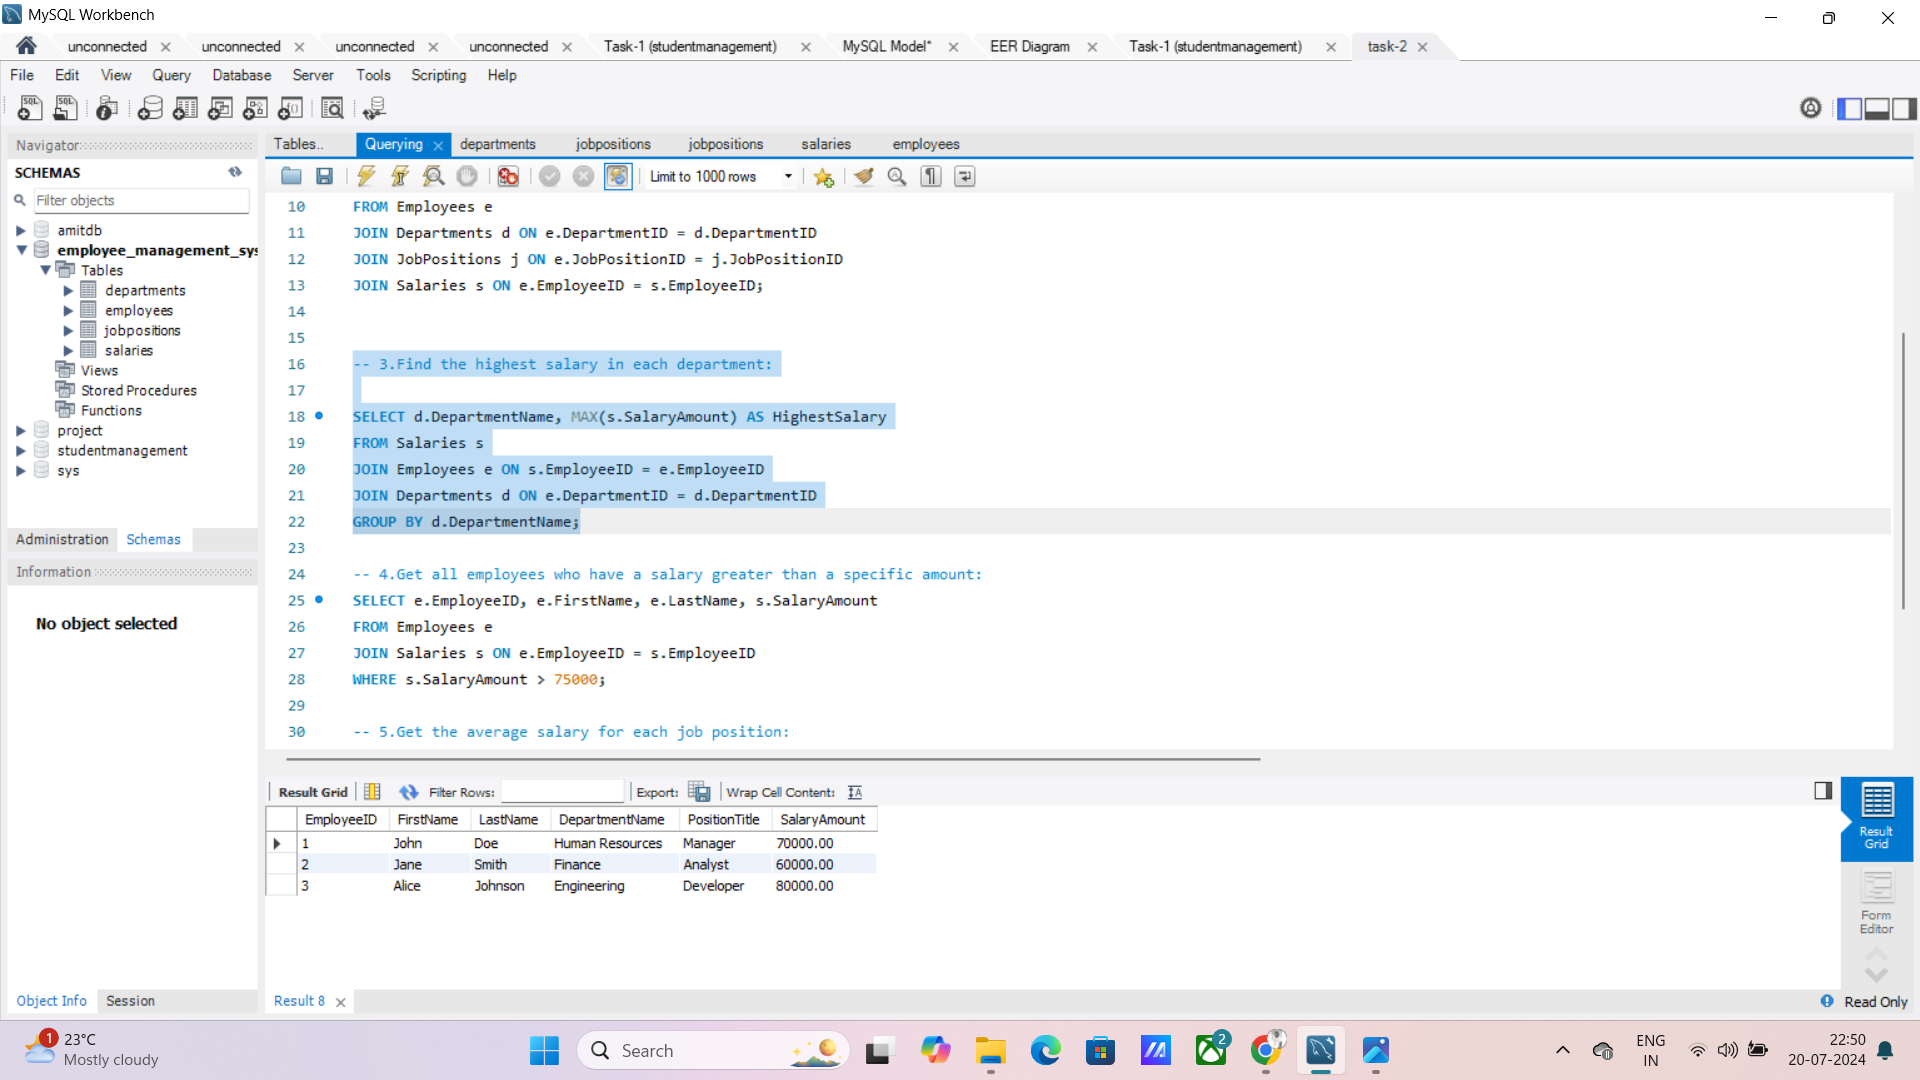 MySQL Workbench
unconnected unconnected unconnected unconnected Task-1 (studentmanagement) MySQL Model* EER Diagram Task-1 (studentmanagement) task-2
File Edit View Query Database Server Tools Scripting Help
Navigator
SCHEMAS
Filter objects
amitdb
employee_management_sys
Tables
departments
employees
jobpositions
salaries
Views
Stored Procedures
Functions
project
studentmanagement
sys
Administration Schemas
Information
No object selected
Object Info Session
Tables.. Querying departments jobpositions jobpositions salaries employees
Limit to 1000 rows
10 FROM Employees e
11 JOIN Departments d ON e.DepartmentID = d.DepartmentID
12 JOIN JobPositions j ON e.JobPositionID = j.JobPositionID
13 JOIN Salaries s ON e.EmployeeID = s.EmployeeID;
14
15
16 -- 3.Find the highest salary in each department:
17
18 SELECT d.DepartmentName, MAX(s.SalaryAmount) AS HighestSalary
19 FROM Salaries s
20 JOIN Employees e ON s.EmployeeID = e.EmployeeID
21 JOIN Departments d ON e.DepartmentID = d.DepartmentID
22 GROUP BY d.DepartmentName;
23
24 -- 4.Get all employees who have a salary greater than a specific amount:
25 SELECT e.EmployeeID, e.FirstName, e.LastName, s.SalaryAmount
26 FROM Employees e
27 JOIN Salaries s ON e.EmployeeID = s.EmployeeID
28 WHERE s.SalaryAmount > 75000;
29
30 -- 5.Get the average salary for each job position:
Result Grid Filter Rows: Export: Wrap Cell Content:
EmployeeID FirstName LastName DepartmentName PositionTitle SalaryAmount
1 John Doe Human Resources Manager 70000.00
2 Jane Smith Finance Analyst 60000.00
3 Alice Johnson Engineering Developer 80000.00
Result
Grid
Form
Editor
Result 8
Read Only
1
23°C
Mostly cloudy
Search
2
ENG
IN
22:50
20-07-2024